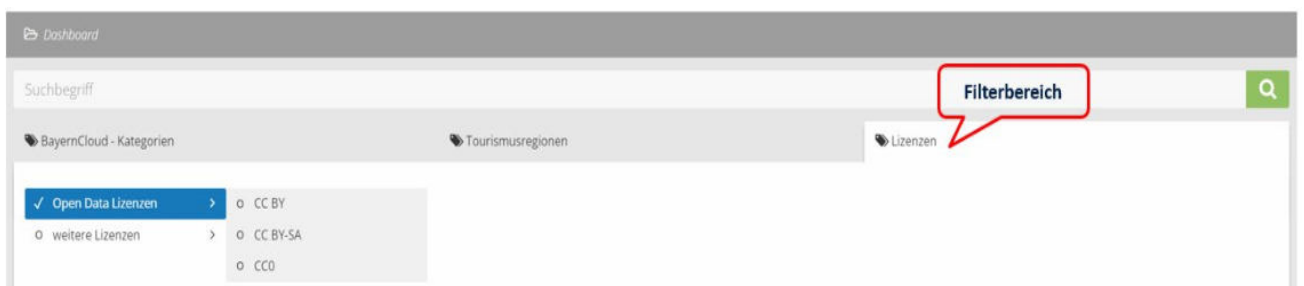 Dashboard
Suchbegriff
Filterbereich
BayernCloud - Kategorien
Tourismusregionen
Lizenzen
✓ Open Data Lizenzen >
o CC BY
o weitere Lizenzen >
o CC BY-SA
o CC0